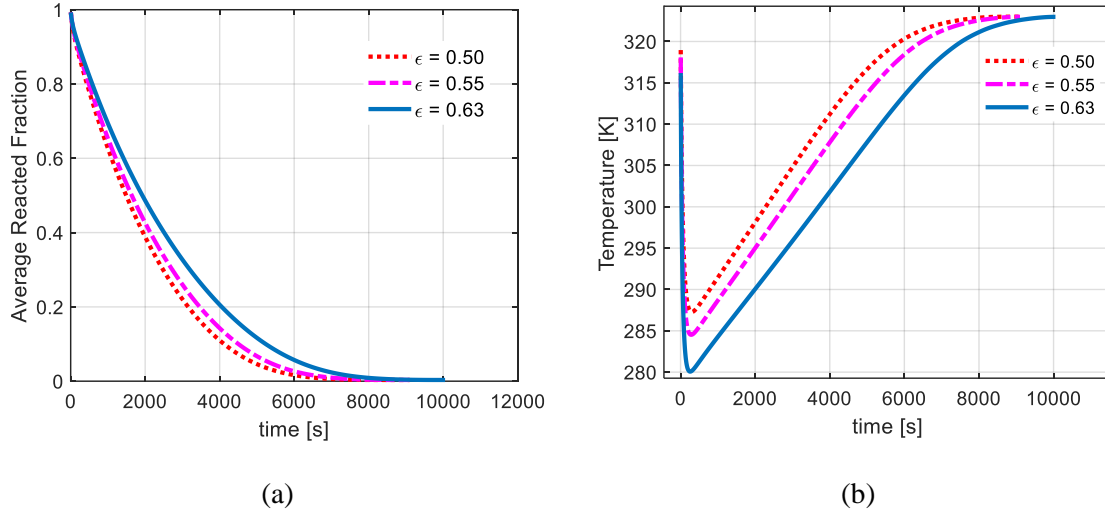 1
0.8
0.6
0.4
0.2
0
0 2000 4000 6000 8000 10000 12000
Average Reacted Fraction
time [s]
ϵ = 0.50
ϵ = 0.55
ϵ = 0.63
(a)
320
315
310
305
300
295
290
285
280
0 2000 4000 6000 8000 10000
Temperature [K]
time [s]
ϵ = 0.50
ϵ = 0.55
ϵ = 0.63
(b)